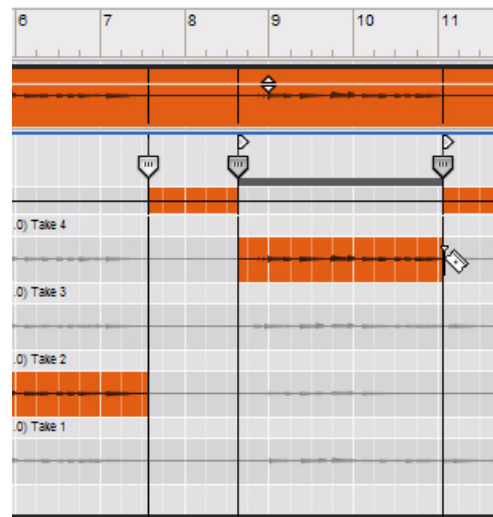 6 7 8 9 10 11
.0) Take 4
.0) Take 3
.0) Take 2
.0) Take 1